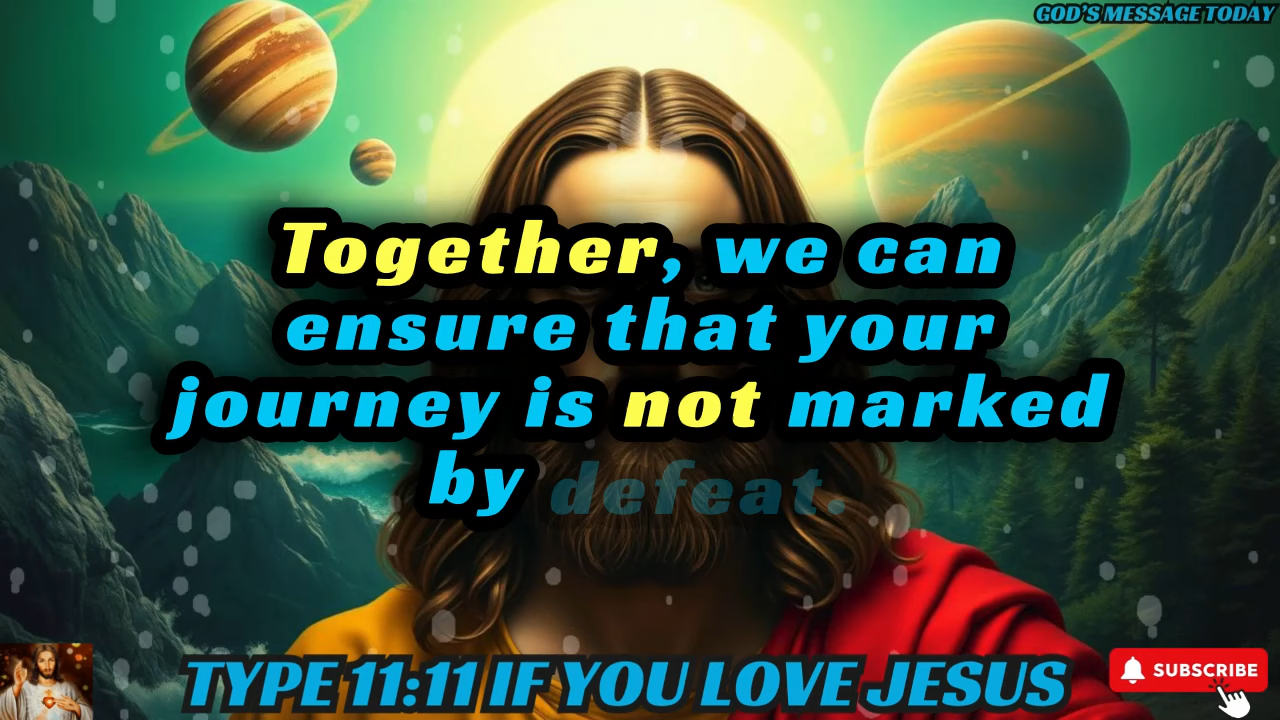 GOD'S MESSAGE TODAY
Together, we can
ensure that your
journey is not marked
by defeat.
TYPE 11:11 IF YOU LOVE JESUS
SUBSCRIBE